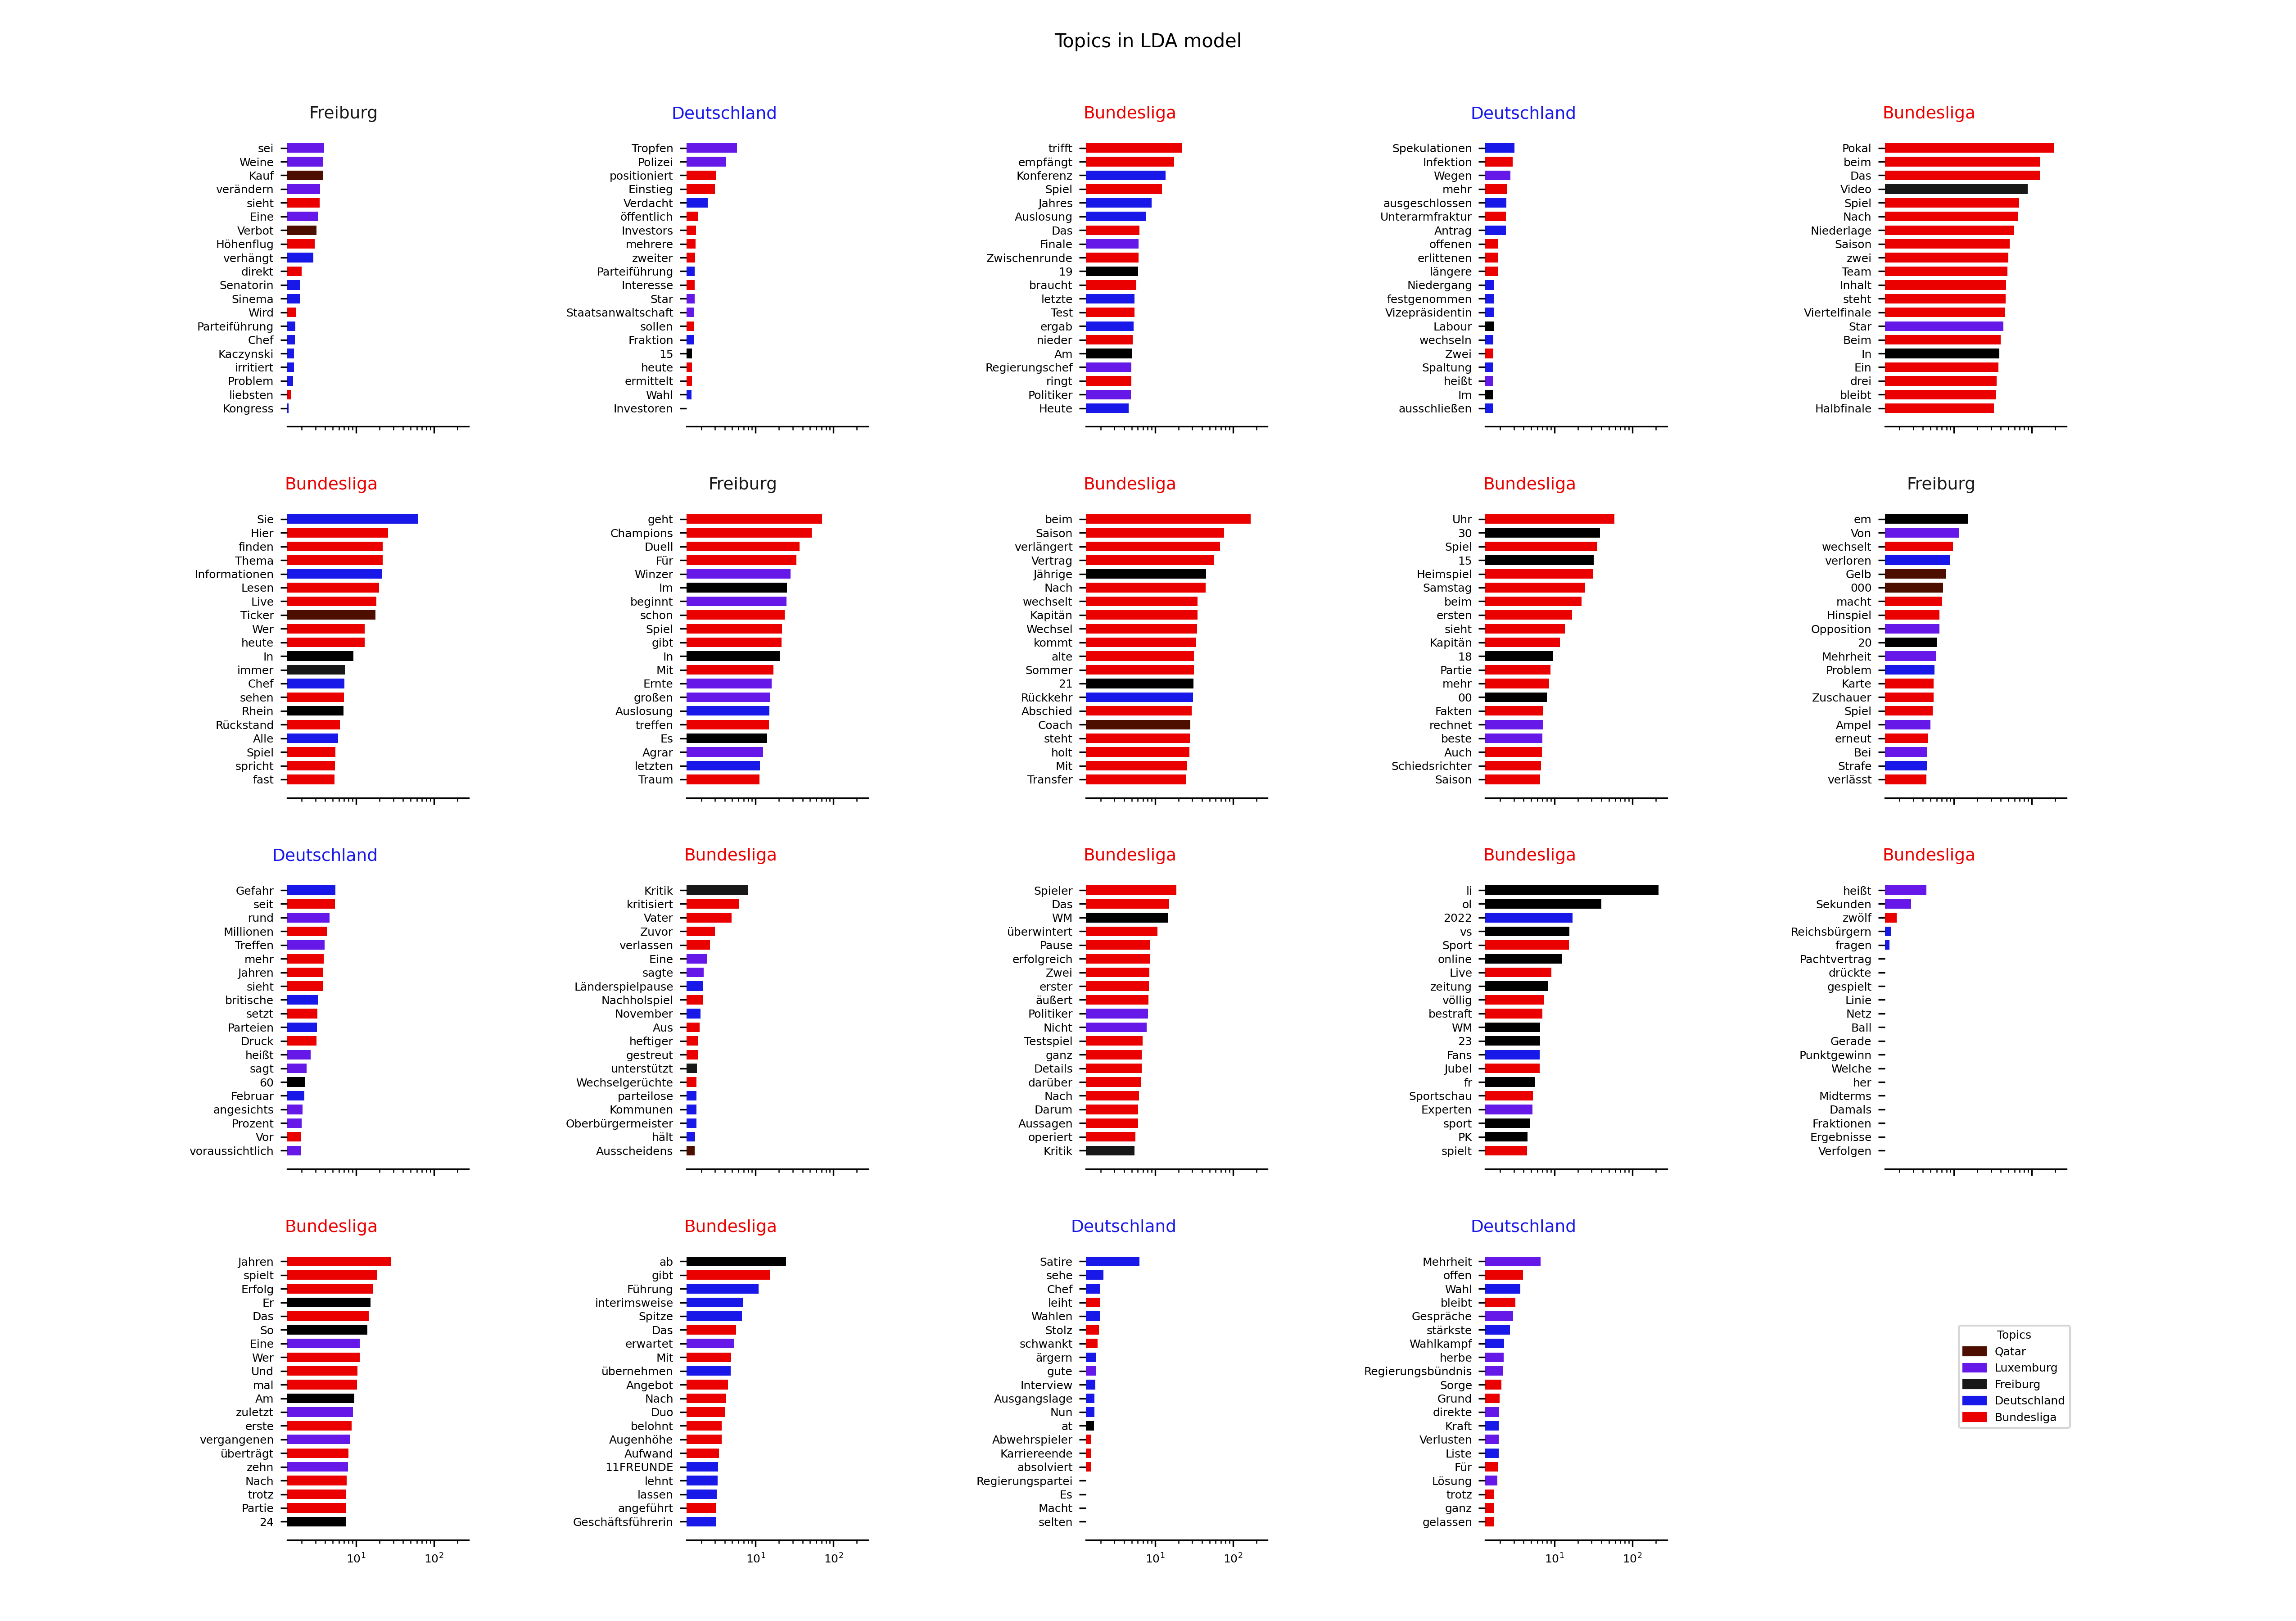 Topics in LDA model
Freiburg
sei
Weine
Kauf
verändern
sieht
Eine
Verbot
Höhenflug
verhängt
direkt
Senatorin
Sinema
Wird
Parteiführung
Chef
Kaczynski
irritiert
Problem
liebsten
Kongress
Deutschland
Tropfen
Polizei
positioniert
Einstieg
Verdacht
öffentlich
Investors
mehrere
zweiter
Parteiführung
Interesse
Star
Staatsanwaltschaft
sollen
Fraktion
15
heute
ermittelt
Wahl
Investoren
Bundesliga
trifft
empfängt
Konferenz
Spiel
Jahres
Auslosung
Das
Finale
Zwischenrunde
19
braucht
letzte
Test
ergab
nieder
Am
Regierungschef
ringt
Politiker
Heute
Deutschland
Spekulationen
Infektion
Wegen
mehr
ausgeschlossen
Unterarmfraktur
Antrag
offenen
erlittenen
längere
Niedergang
festgenommen
Vizepräsidentin
Labour
wechseln
Zwei
Spaltung
heißt
Im
ausschließen
Bundesliga
Pokal
beim
Das
Video
Spiel
Nach
Niederlage
Saison
zwei
Team
Inhalt
steht
Viertelfinale
Star
Beim
In
Ein
drei
bleibt
Halbfinale
Bundesliga
Sie
Hier
finden
Thema
Informationen
Lesen
Live
Ticker
Wer
heute
In
immer
Chef
sehen
Rhein
Rückstand
Alle
Spiel
spricht
fast
Freiburg
geht
Champions
Duell
Für
Winzer
Im
beginnt
schon
Spiel
gibt
In
Mit
Ernte
großen
Auslosung
treffen
Es
Agrar
letzten
Traum
Bundesliga
beim
Saison
verlängert
Vertrag
Jährige
Nach
wechselt
Kapitän
Wechsel
kommt
alte
Sommer
21
Rückkehr
Abschied
Coach
steht
holt
Mit
Transfer
Bundesliga
Uhr
30
Spiel
15
Heimspiel
Samstag
beim
ersten
sieht
Kapitän
18
Partie
mehr
00
Fakten
rechnet
beste
Auch
Schiedsrichter
Saison
Freiburg
em
Von
wechselt
verloren
Gelb
000
macht
Hinspiel
Opposition
20
Mehrheit
Problem
Karte
Zuschauer
Spiel
Ampel
erneut
Bei
Strafe
verlässt
Deutschland
Gefahr
seit
rund
Millionen
Treffen
mehr
Jahren
sieht
britische
setzt
Parteien
Druck
heißt
sagt
60
Februar
angesichts
Prozent
Vor
voraussichtlich
Bundesliga
Kritik
kritisiert
Vater
Zuvor
verlassen
Eine
sagte
Länderspielpause
Nachholspiel
November
Aus
heftiger
gestreut
unterstützt
Wechselgerüchte
parteilose
Kommunen
Oberbürgermeister
hält
Ausscheidens
Bundesliga
Spieler
Das
WM
überwintert
Pause
erfolgreich
Zwei
erster
äußert
Politiker
Nicht
Testspiel
ganz
Details
darüber
Nach
Darum
Aussagen
operiert
Kritik
Bundesliga
li
ol
2022
vs
Sport
online
Live
zeitung
völlig
bestraft
WM
23
Fans
Jubel
fr
Sportschau
Experten
sport
PK
spielt
Bundesliga
heißt
Sekunden
zwölf
Reichsbürgern
fragen
Pachtvertrag
drückte
gespielt
Linie
Netz
Ball
Gerade
Punktgewinn
Welche
her
Midterms
Damals
Fraktionen
Ergebnisse
Verfolgen
Bundesliga
Jahren
spielt
Erfolg
Er
Das
So
Eine
Wer
Und
mal
Am
zuletzt
erste
vergangenen
überträgt
zehn
Nach
trotz
Partie
24
10¹ 10²
Bundesliga
ab
gibt
Führung
interimsweise
Spitze
Das
erwartet
Mit
übernehmen
Angebot
Nach
Duo
belohnt
Augenhöhe
Aufwand
11FREUNDE
lehnt
lassen
angeführt
Geschäftsführerin
10¹ 10²
Deutschland
Satire
sehe
Chef
leiht
Wahlen
Stolz
schwankt
ärgern
gute
Interview
Ausgangslage
Nun
at
Abwehrspieler
Karriereende
absolviert
Regierungspartei
Es
Macht
selten
10¹ 10²
Deutschland
Mehrheit
offen
Wahl
bleibt
Gespräche
stärkste
Wahlkampf
herbe
Regierungsbündnis
Sorge
Grund
direkte
Kraft
Verlusten
Liste
Für
Lösung
trotz
ganz
gelassen
10¹ 10²
Topics
Qatar
Luxemburg
Freiburg
Deutschland
Bundesliga